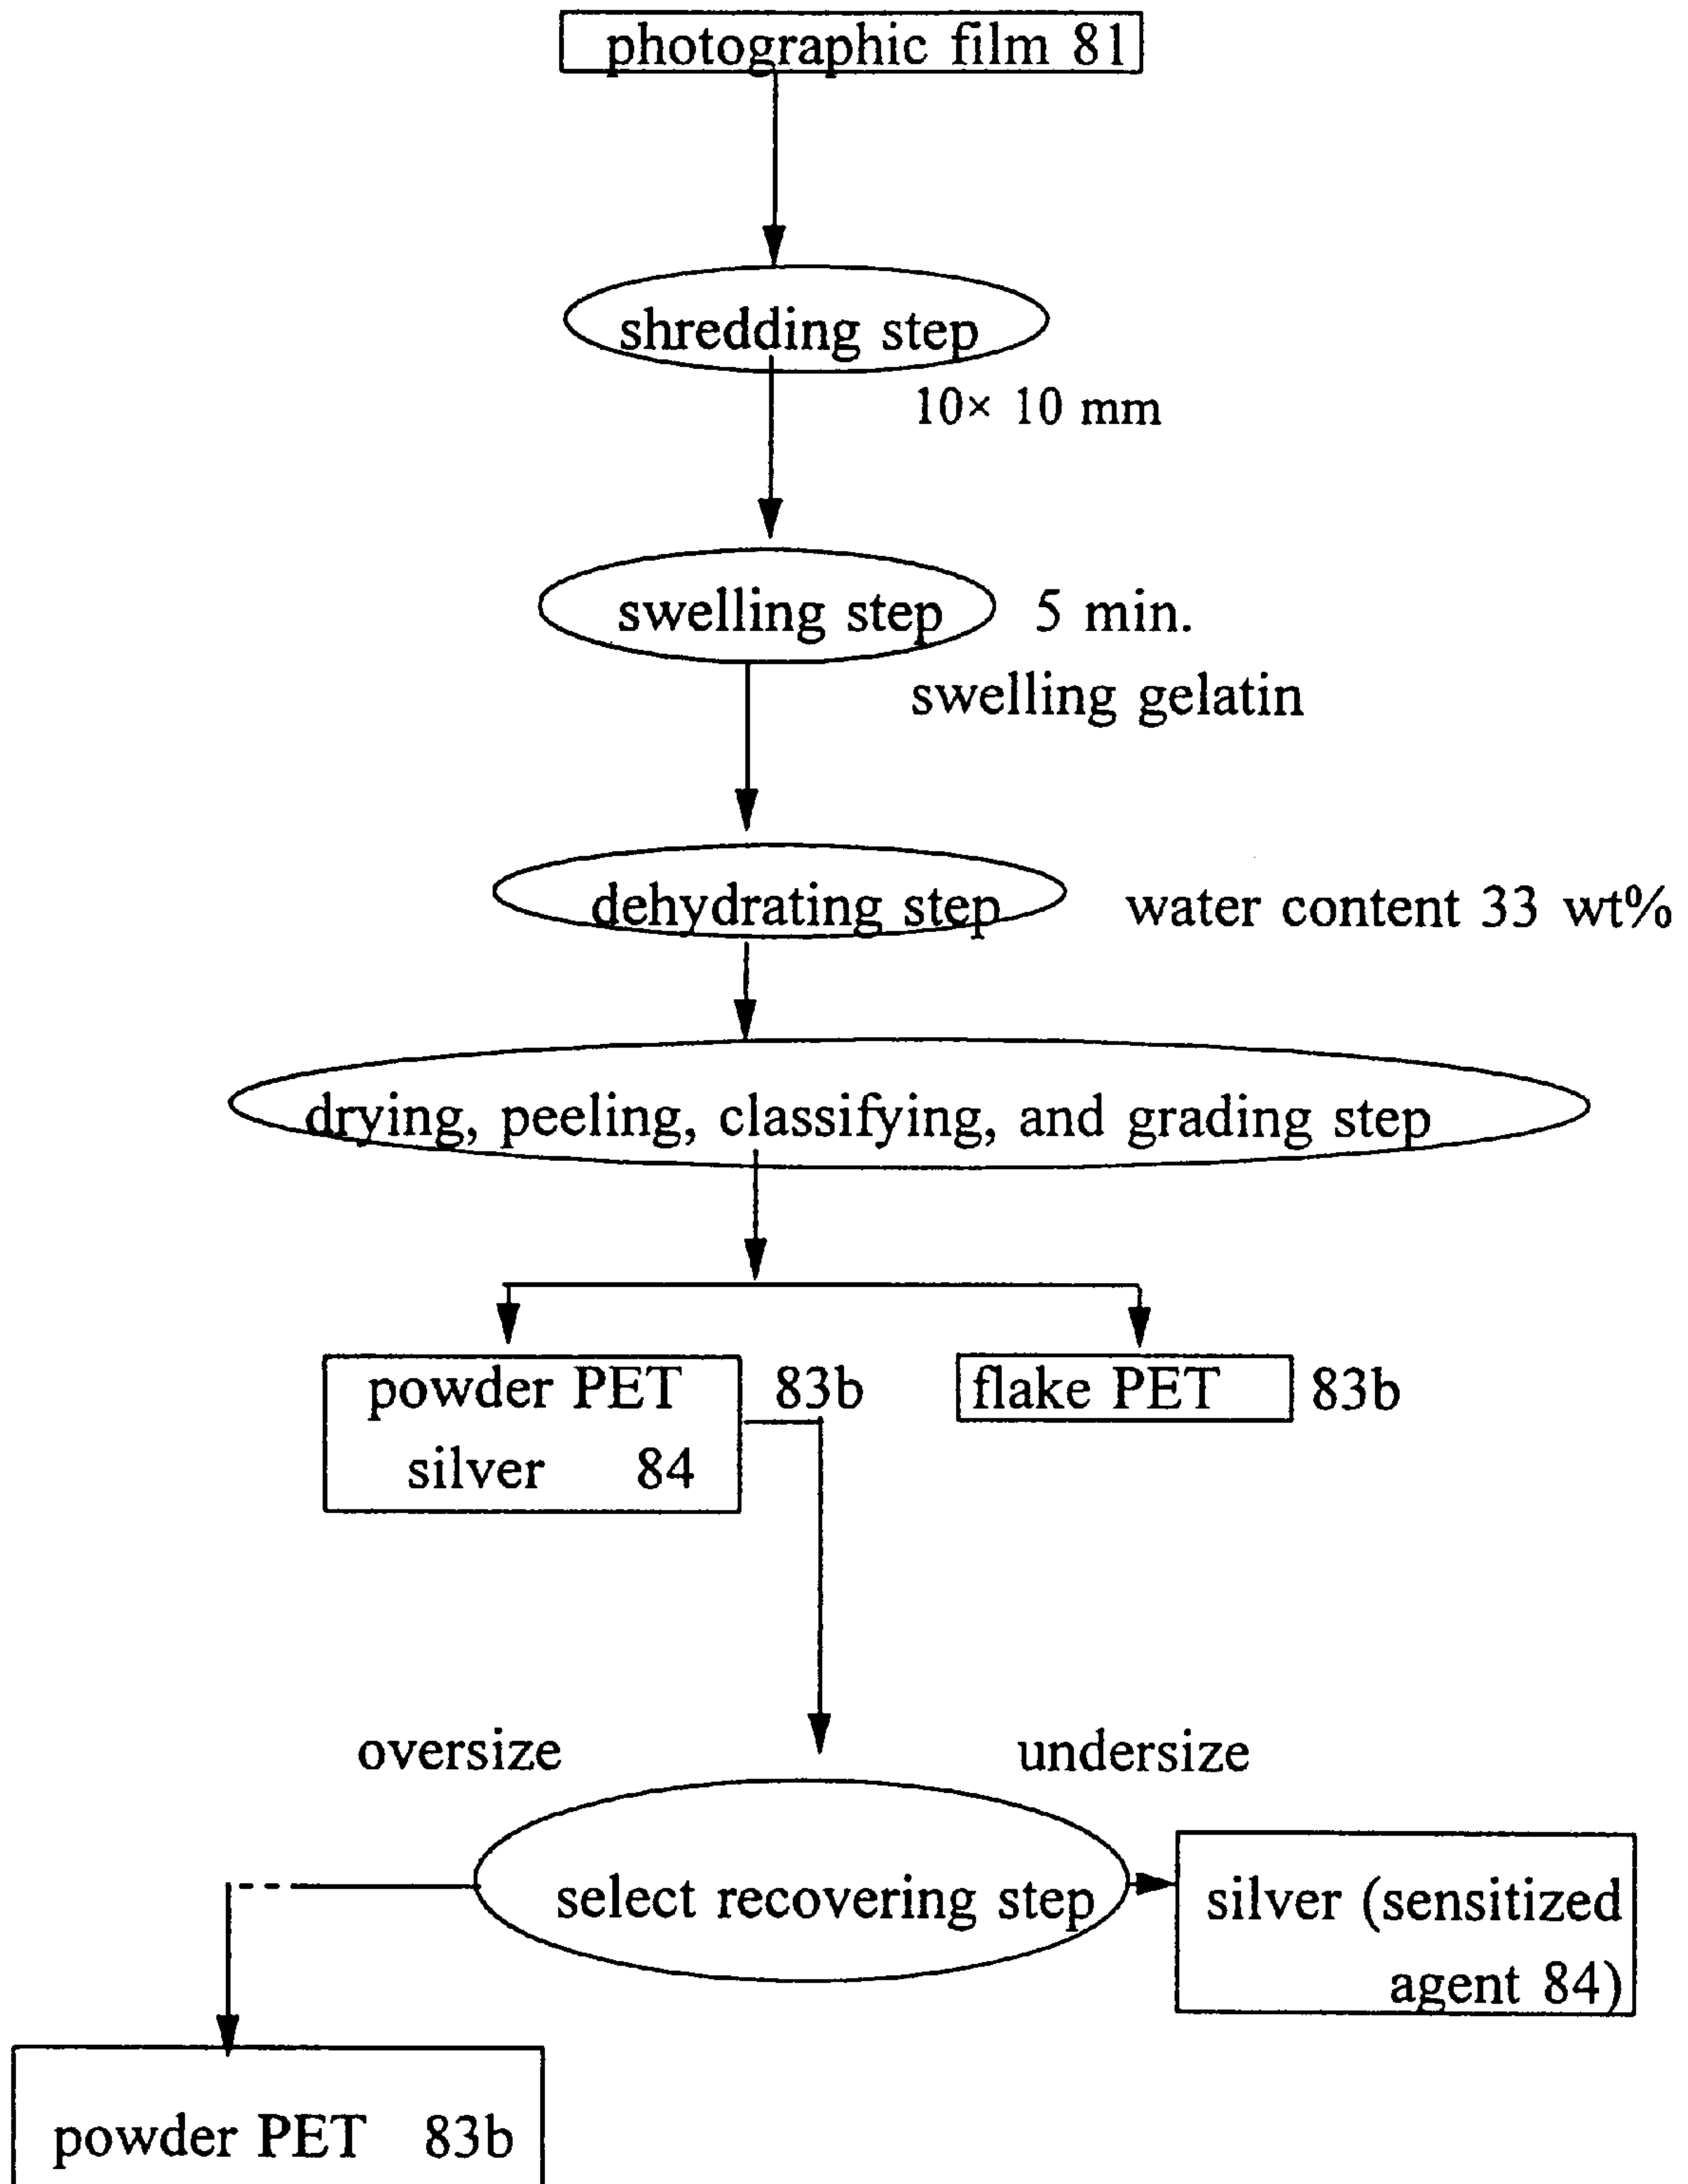 photographic film 81
shredding step
10× 10 mm
swelling step 5 min.
swelling gelatin
dehydrating step water content 33 wt%
drying, peeling, classifying, and grading step
powder PET 83b flake PET 83b
silver 84
oversize undersize
select recovering step silver (sensitized
agent 84)
powder PET 83b